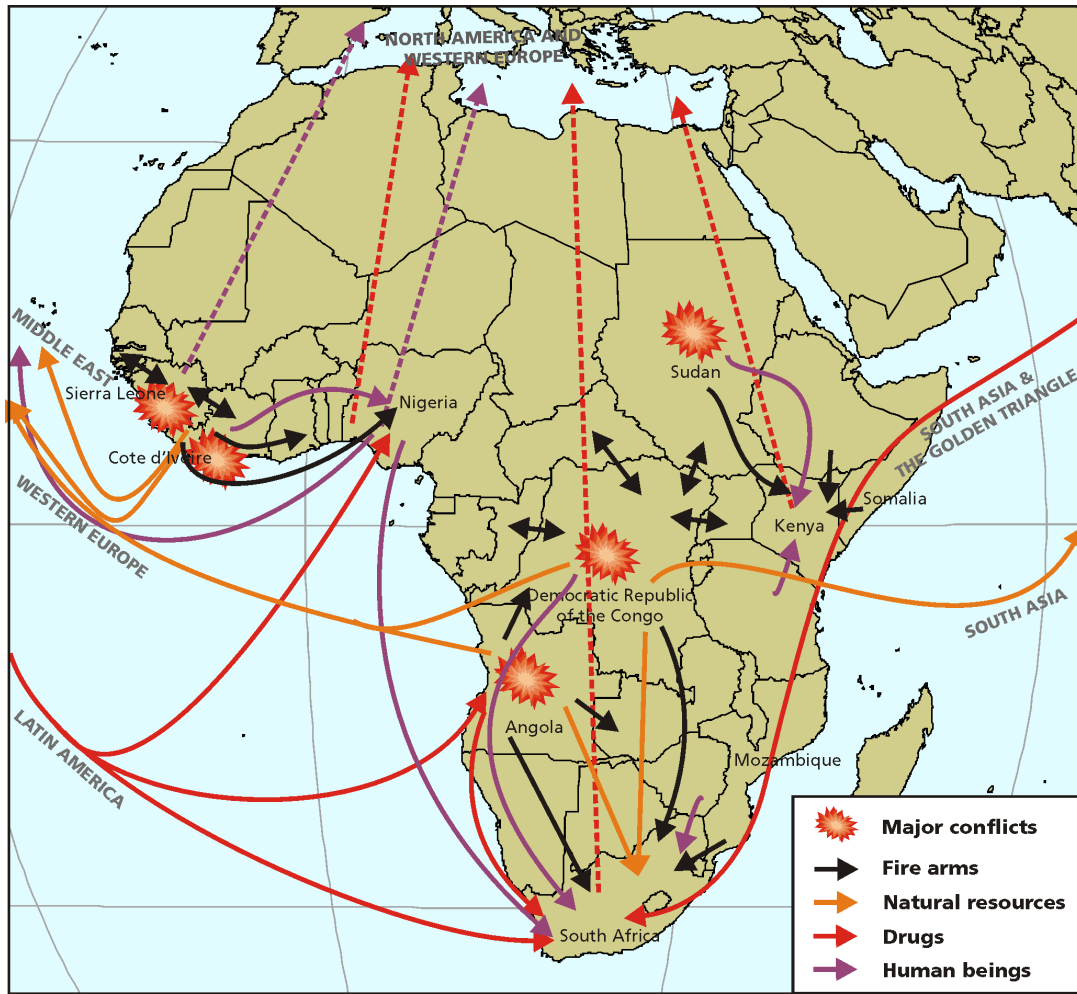 NORTH AMERICA AND
WESTERN EUROPE
MIDDLE EAST
Sierra Leone
Sudan
Nigeria
SOUTH ASIA &
THE GOLDEN TRIANGLE
Cote d'Ivoire
WESTERN EUROPE
Somalia
Kenya
Democratic Republic
of the Congo
SOUTH ASIA
LATIN AMERICA
Angola
Mozambique
South Africa
Major conflicts
Fire arms
Natural resources
Drugs
Human beings